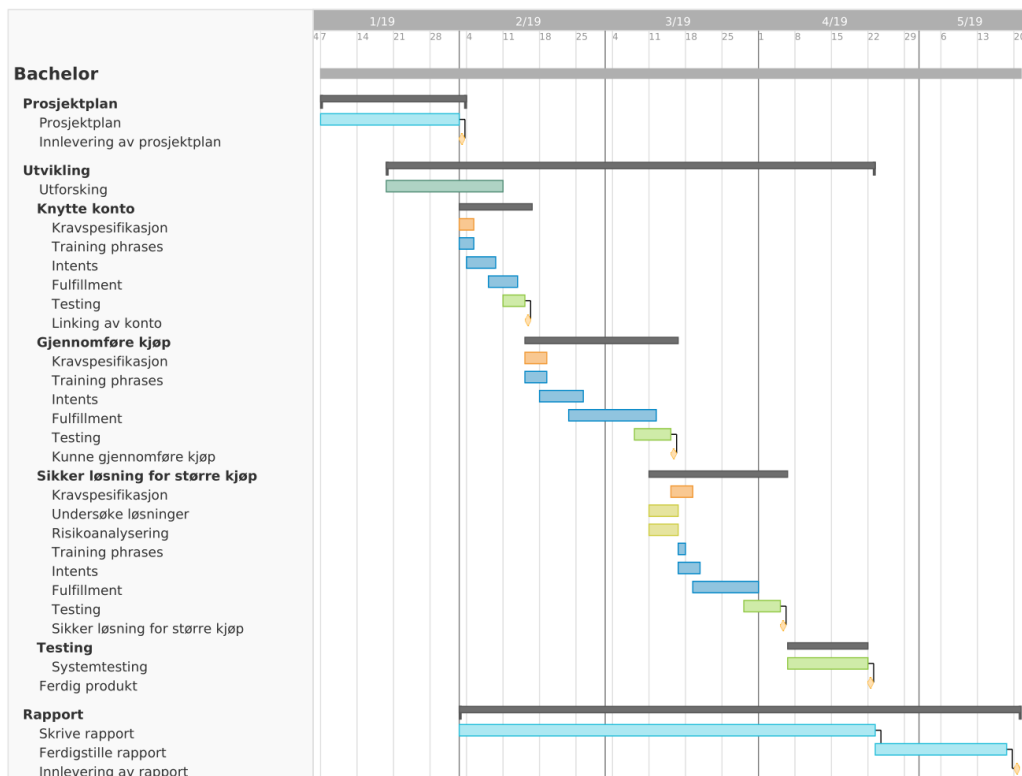 1/19 2/19 3/19 4/19 5/19
47 14 21 28 4 11 18 25 4 11 18 25 1 8 15 22 29 6 13 20
Bachelor
Prosjektplan
Prosjektplan
Innlevering av prosjektplan
Utvikling
Utforsking
Knytte konto
Kravspesifikasjon
Training phrases
Intents
Fulfillment
Testing
Linking av konto
Gjennomføre kjøp
Kravspesifikasjon
Training phrases
Intents
Fulfillment
Testing
Kunne gjennomføre kjøp
Sikker løsning for større kjøp
Kravspesifikasjon
Undersøke løsninger
Risikoanalysering
Training phrases
Intents
Fulfillment
Testing
Sikker løsning for større kjøp
Testing
Systemtesting
Ferdig produkt
Rapport
Skrive rapport
Ferdigstille rapport
Innlevering av rapport